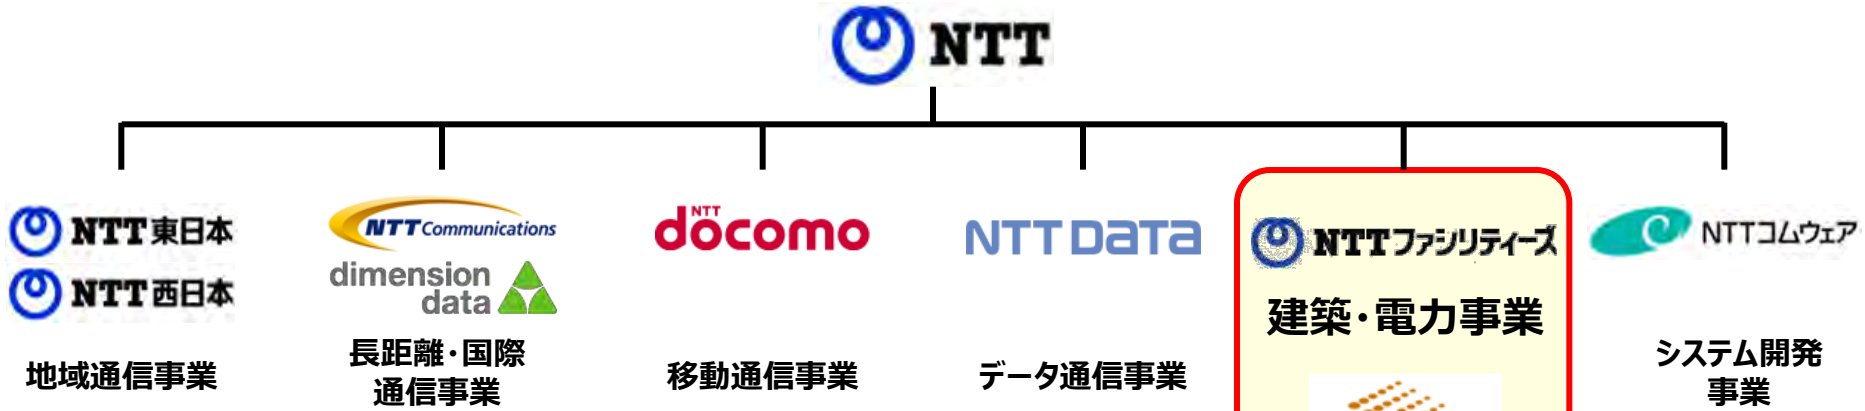 NTT
NTT東日本
NTT西日本
地域通信事業
NTT Communications
dimension
data
長距離・国際
通信事業
NTT
döcomo
移動通信事業
NTT DATA
データ通信事業
NTTファシリティーズ
建築・電力事業
NTTコムウェア
システム開発
事業